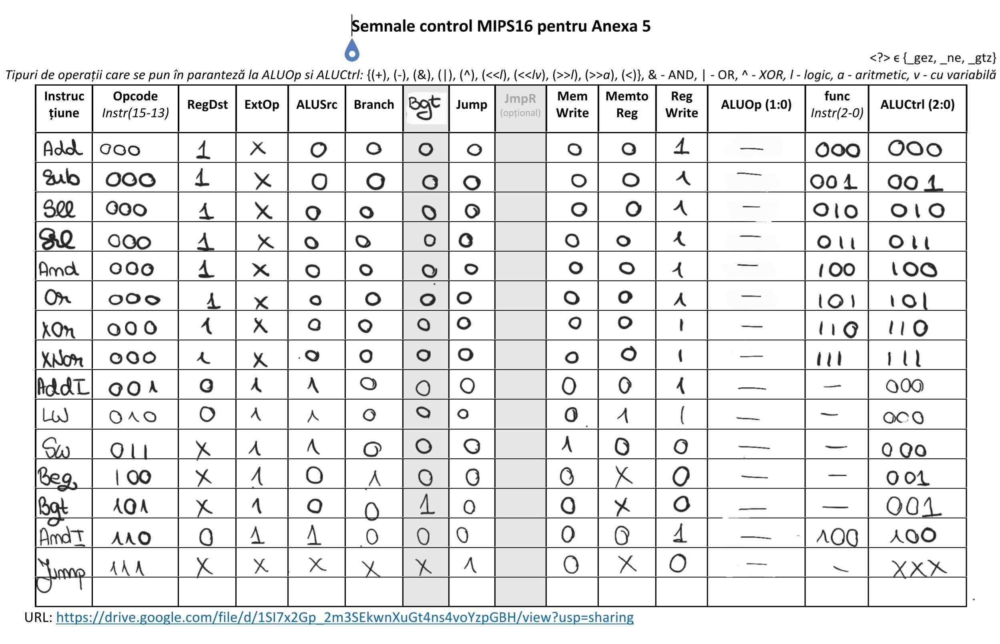 Semnale control MIPS16 pentru Anexa 5
<?> ϵ {_gez, _ne, _gtz}
Tipuri de operații care se pun în paranteză la ALUOp si ALUCtrl: {(+), (-), (&), (|), (^), (<<l), (<<lv), (>>l), (>>a), (<)}, & - AND, | - OR, ^ - XOR, l - logic, a - aritmetic, v - cu variabilă
Instruc țiune Opcode Instr(15-13) RegDst ExtOp ALUSrc Branch Bgt Jump JmpR (opțional) Mem Write Memto Reg Reg Write ALUOp (1:0) func Instr(2-0) ALUCtrl (2:0)
Add 000 1 X 0 0 0 0 0 0 1 — 000 000
Sub 000 1 X 0 0 0 0 0 0 1 — 001 001
Sll 000 1 X 0 0 0 0 0 0 1 — 010 010
Srl 000 1 X 0 0 0 0 0 0 1 — 011 011
And 000 1 X 0 0 0 0 0 0 1 — 100 100
Or 000 1 X 0 0 0 0 0 0 1 — 101 101
XOr 000 1 X 0 0 0 0 0 0 1 — 110 110
XNor 000 1 X 0 0 0 0 0 0 1 — 111 111
AddI 001 0 1 1 0 0 0 0 0 1 — — 000
LW 010 0 1 1 0 0 0 0 1 1 — — 000
Sw 011 X 1 1 0 0 0 1 0 0 — — 000
Beq 100 X 1 0 1 0 0 0 X 0 — — 001
Bgt 101 X 1 0 0 1 0 0 X 0 — — 001
AndI 110 0 1 1 0 0 0 0 0 1 — 100 100
Jump 111 X X X X X 1 0 X 0 — — XXX
URL: https://drive.google.com/file/d/1SI7x2Gp_2m3SEkwnXuGt4ns4voYzpGBH/view?usp=sharing